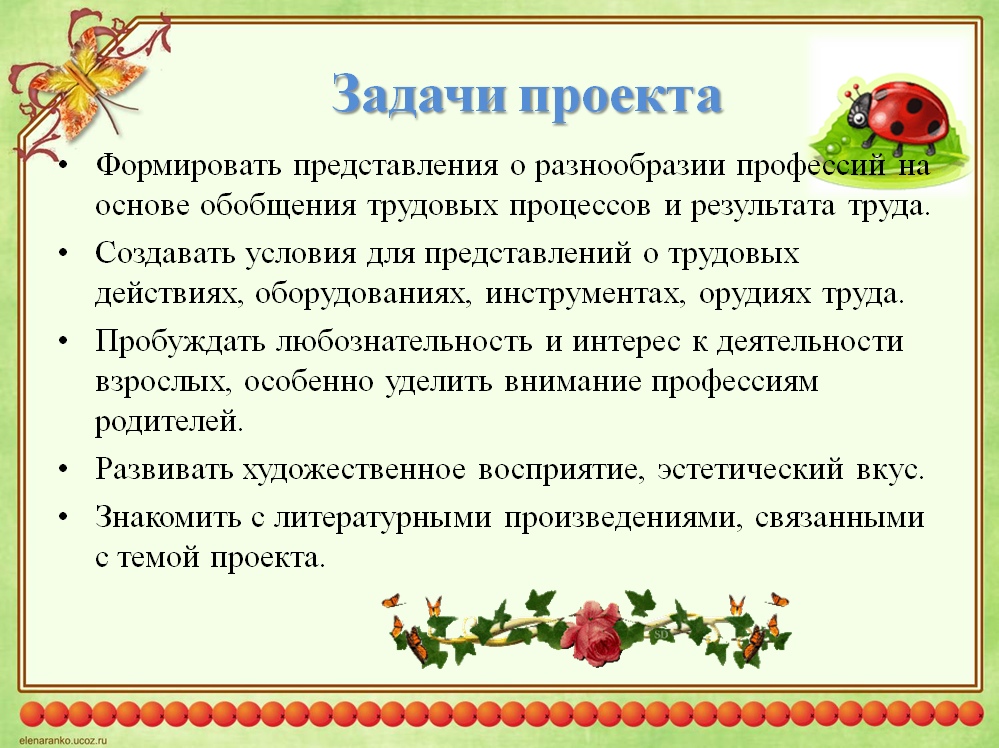 Задачи проекта
• Формировать представления о разнообразии профессий на
основе обобщения трудовых процессов и результата труда.
• Создавать условия для представлений о трудовых
действиях, оборудованиях, инструментах, орудиях труда.
• Пробуждать любознательность и интерес к деятельности
взрослых, особенно уделить внимание профессиям
родителей.
• Развивать художественное восприятие, эстетический вкус.
• Знакомить с литературными произведениями, связанными
с темой проекта.
SD
elenaranko.ucoz.ru